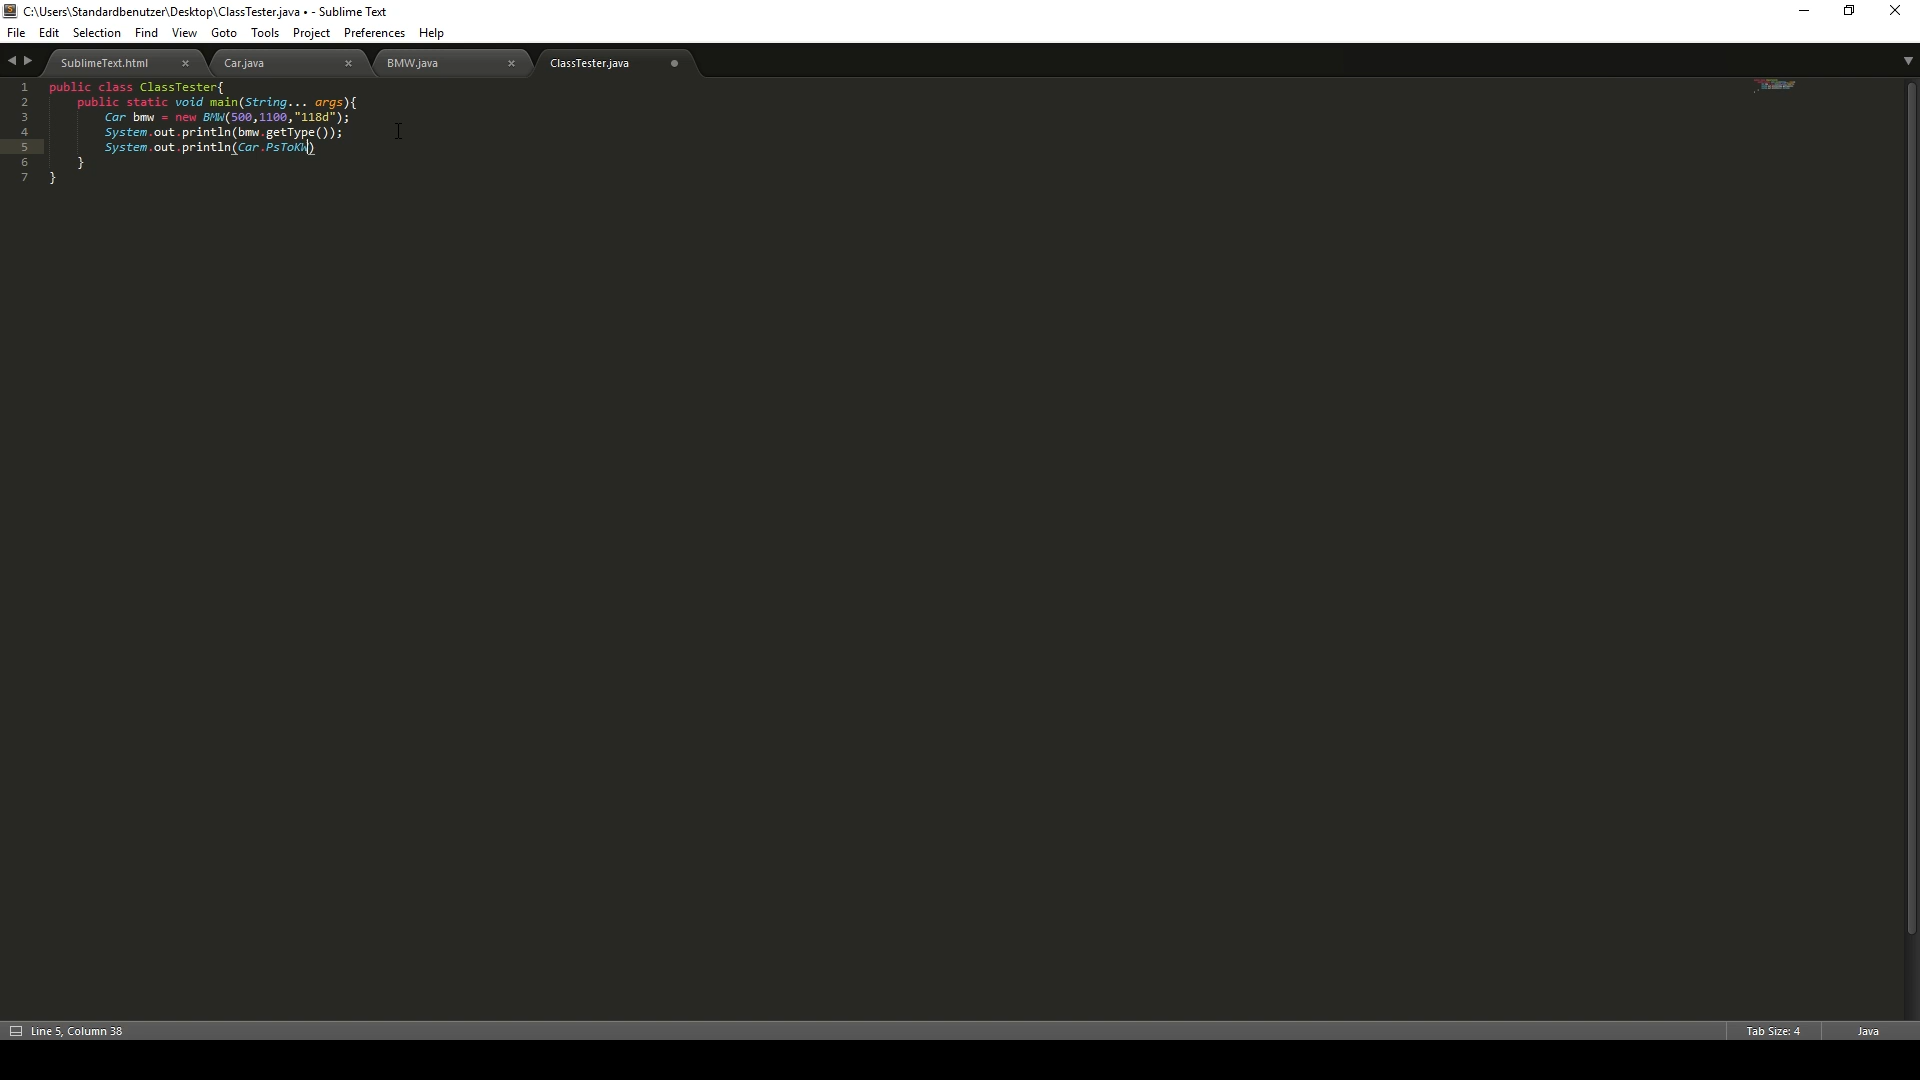 C:\Users\Standardbenutzer\Desktop\ClassTester.java • - Sublime Text
File Edit Selection Find View Goto Tools Project Preferences Help
SublimeText.html Car.java BMW.java ClassTester.java
1 public class ClassTester{
2 public static void main(String... args){
3 Car bmw = new BMW(500,1100,"118d");
4 System.out.println(bmw.getType());
5 System.out.println(Car.PsToKW)
6 }
7 }
Line 5, Column 38 Tab Size: 4 Java